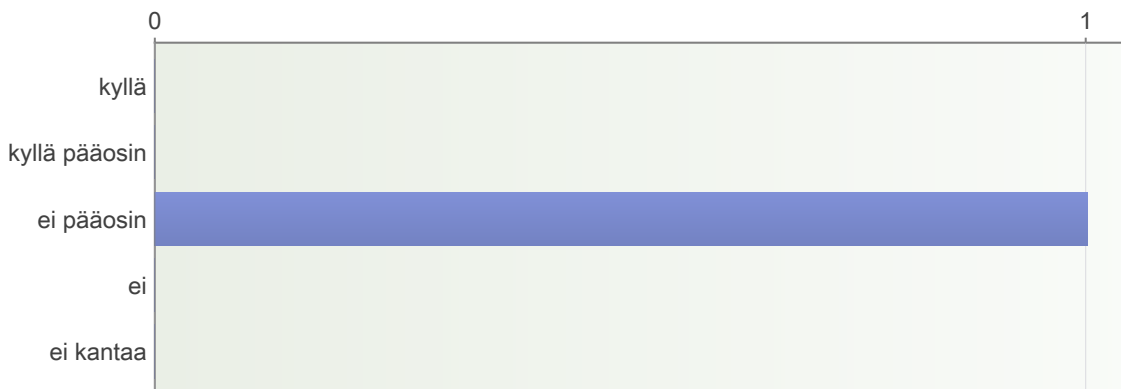 0 1
kyllä
kyllä pääosin
ei pääosin
ei
ei kantaa